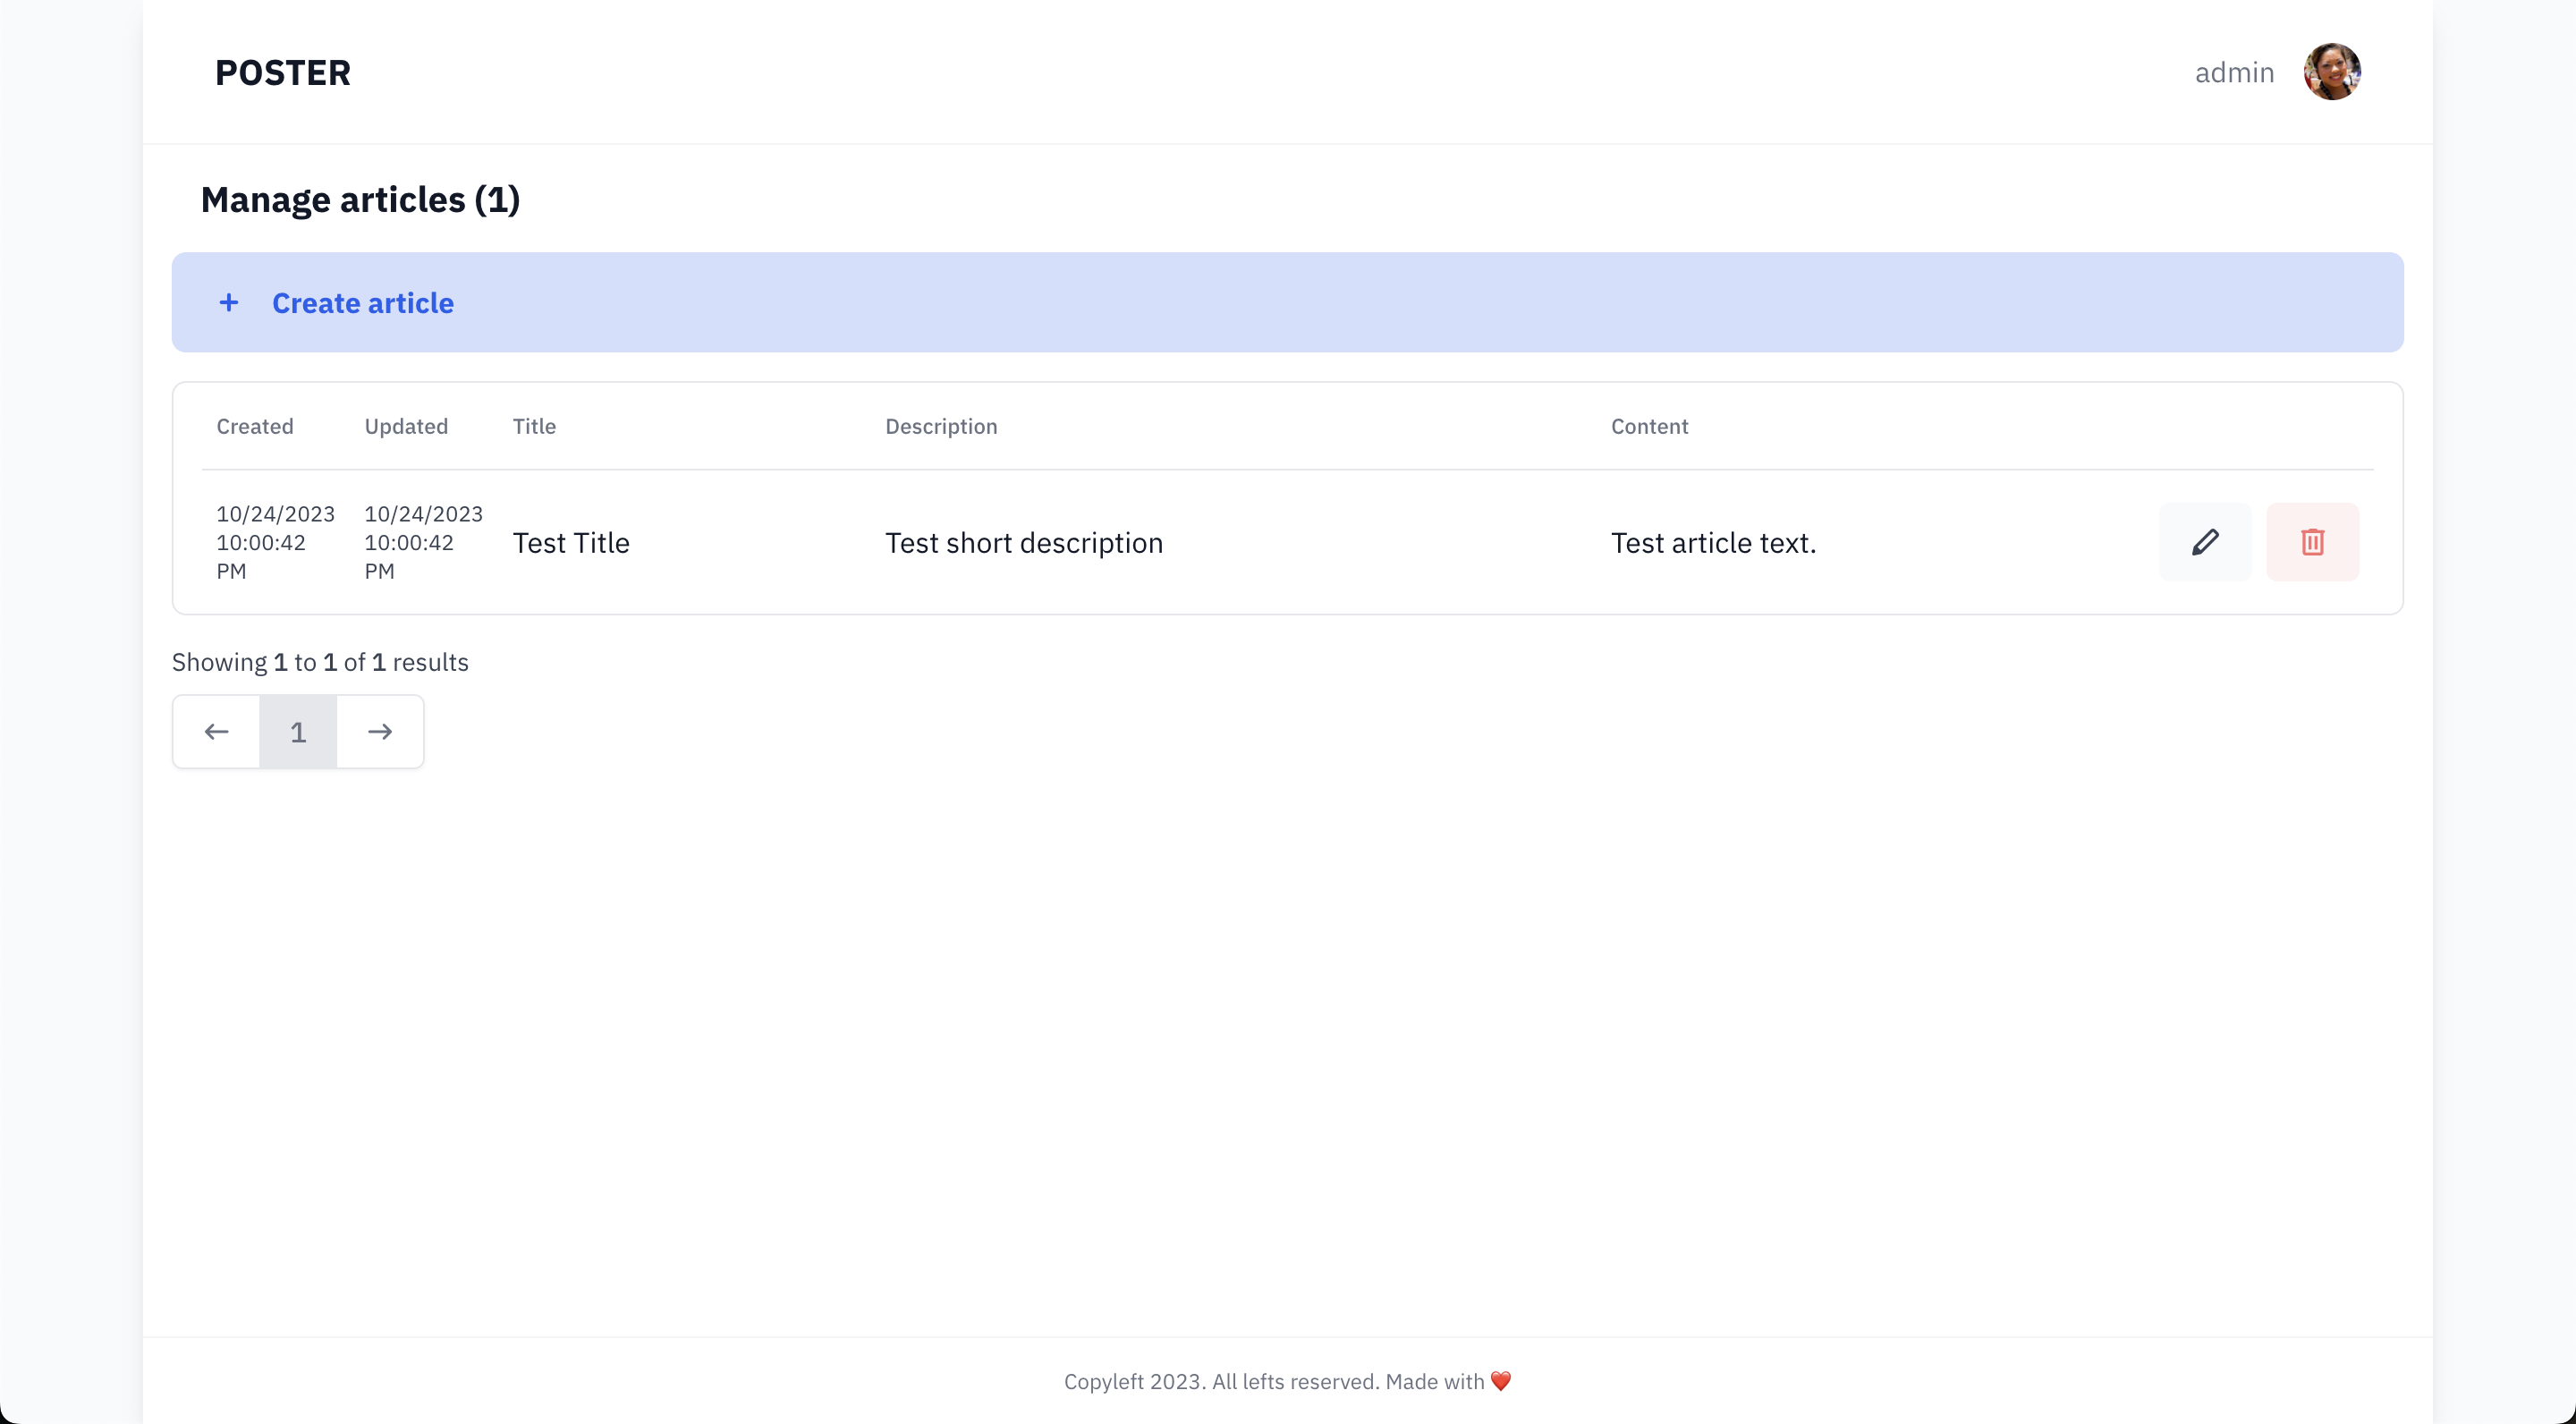 POSTER
admin
Manage articles (1)
+ Create article
Created Updated Title Description Content
10/24/2023 10:00:42 PM
10/24/2023 10:00:42 PM
Test Title
Test short description
Test article text.
Showing 1 to 1 of 1 results
← 1 →
Copyleft 2023. All lefts reserved. Made with ❤️